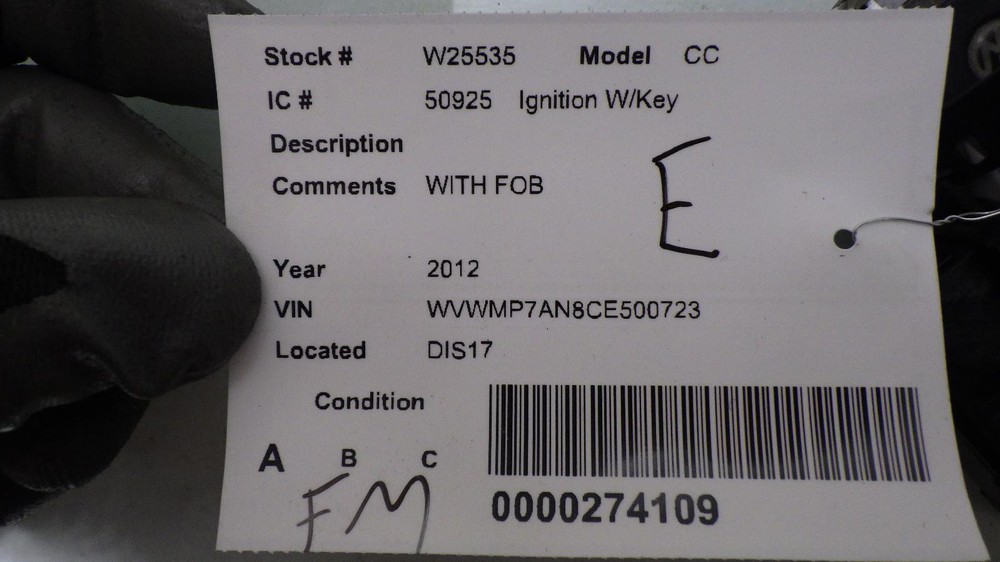 Stock # W25535 Model CC
IC # 50925 Ignition W/Key
Description
Comments WITH FOB
E
Year 2012
VIN WVWMP7AN8CE500723
Located DIS17
Condition
A B C
FM
0000274109